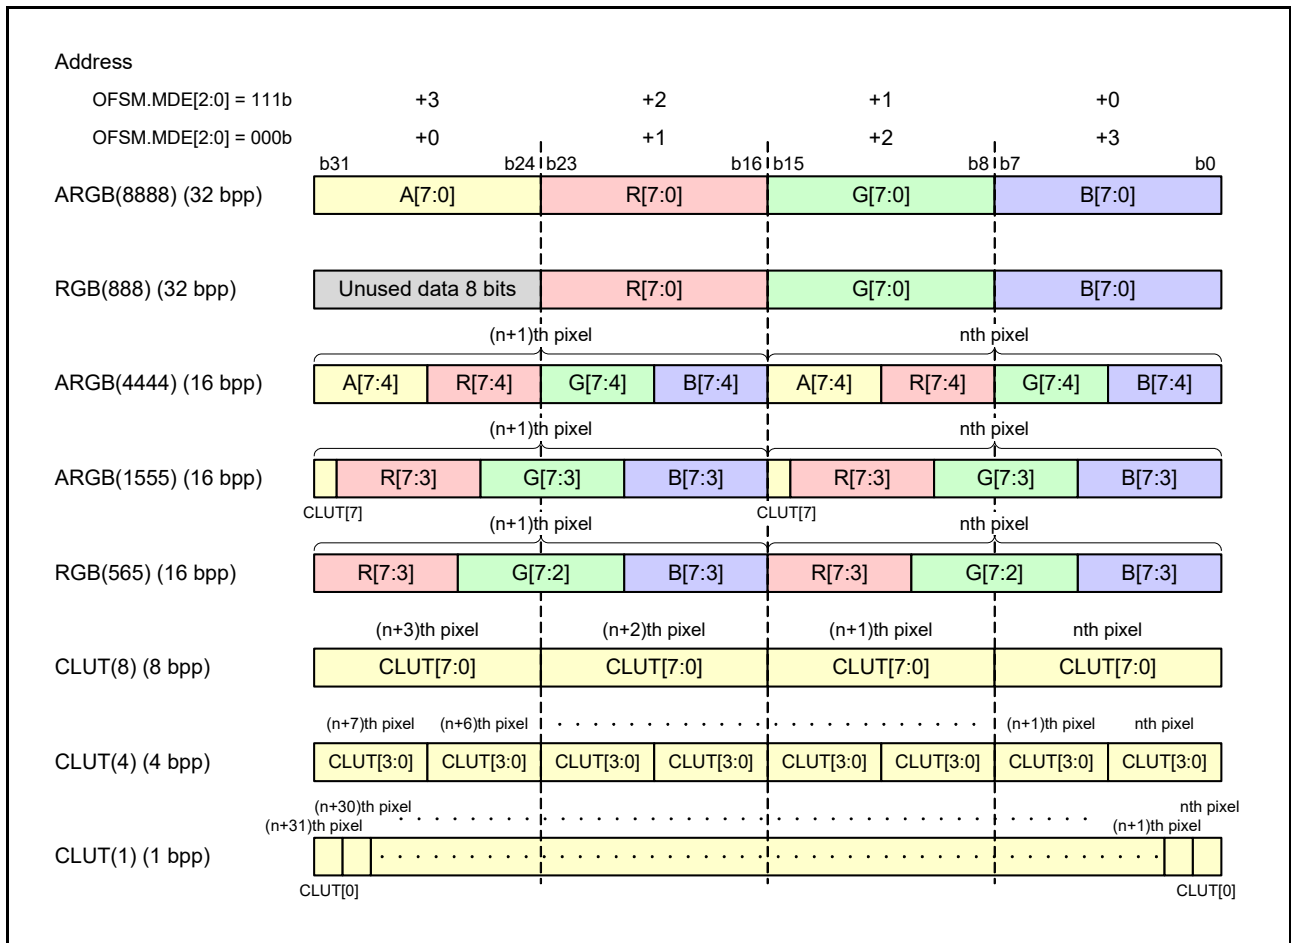 Address
OFSM.MDE[2:0] = 111b +3 +2 +1 +0
OFSM.MDE[2:0] = 000b +0 +1 +2 +3
b31 b24 b23 b16 b15 b8 b7 b0
ARGB(8888) (32 bpp) A[7:0] R[7:0] G[7:0] B[7:0]
RGB(888) (32 bpp) Unused data 8 bits R[7:0] G[7:0] B[7:0]
(n+1)th pixel nth pixel
ARGB(4444) (16 bpp) A[7:4] R[7:4] G[7:4] B[7:4] A[7:4] R[7:4] G[7:4] B[7:4]
(n+1)th pixel nth pixel
ARGB(1555) (16 bpp) R[7:3] G[7:3] B[7:3] R[7:3] G[7:3] B[7:3]
CLUT[7] CLUT[7]
(n+1)th pixel nth pixel
RGB(565) (16 bpp) R[7:3] G[7:2] B[7:3] R[7:3] G[7:2] B[7:3]
(n+3)th pixel (n+2)th pixel (n+1)th pixel nth pixel
CLUT(8) (8 bpp) CLUT[7:0] CLUT[7:0] CLUT[7:0] CLUT[7:0]
(n+7)th pixel (n+6)th pixel (n+1)th pixel nth pixel
CLUT(4) (4 bpp) CLUT[3:0] CLUT[3:0] CLUT[3:0] CLUT[3:0] CLUT[3:0] CLUT[3:0] CLUT[3:0] CLUT[3:0]
(n+30)th pixel nth pixel
(n+31)th pixel (n+1)th pixel
CLUT(1) (1 bpp)
CLUT[0] CLUT[0]